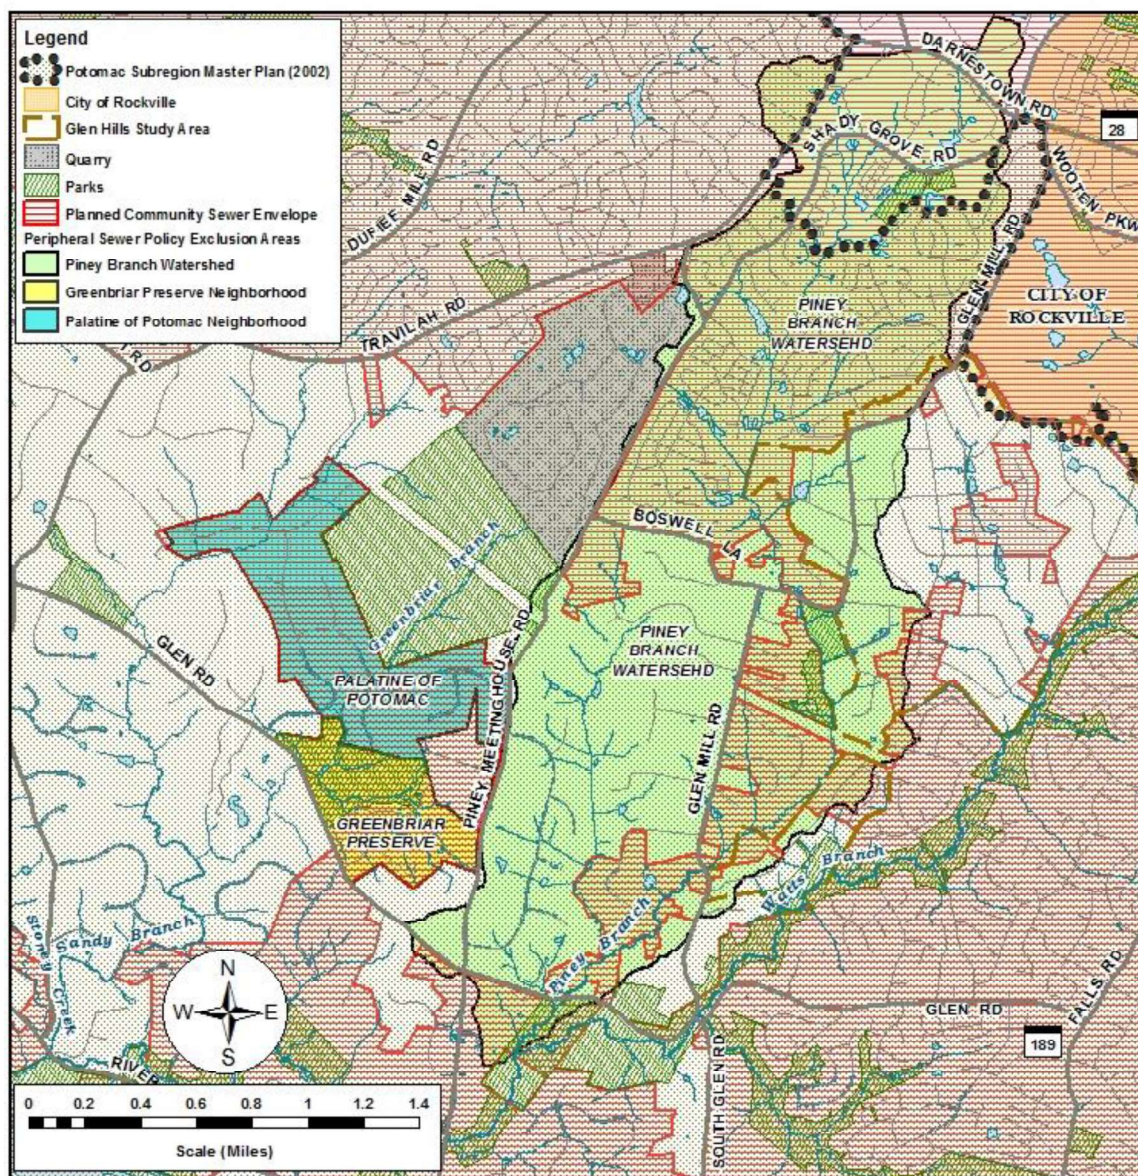 Legend
Potomac Subregion Master Plan (2002)
City of Rockville
Glen Hills Study Area
Quarry
Parks
Planned Community Sewer Envelope
Peripheral Sewer Policy Exclusion Areas
Piney Branch Watershed
Greenbriar Preserve Neighborhood
Palatine of Potomac Neighborhood
DARNESTOWN RD
28
SHADY GROVE RD
WOOTEN PKW
DUFIEF MILE RD
GLEN MILL RD
CITY OF
ROCKVILLE
TRAVILAH RD
PINEY
BRANCH
WATERSEHD
T RD
BOSWELL LA
Greenbriar Branch
PINEY
BRANCH
WATERSEHD
GLEN RD
PALATINE OF
POTOMAC
PINEY MEETINGHOUSE RD
GLEN MILL RD
GREENBRIAR
PRESERVE
Watts Branch
Piney Branch
Sandy Branch
Stoney
Creek
N
W
E
S
GLEN RD
FALLS RD
189
RIVER
SOUTH GLEN RD
0 0.2 0.4 0.6 0.8 1 1.2 1.4
Scale (Miles)